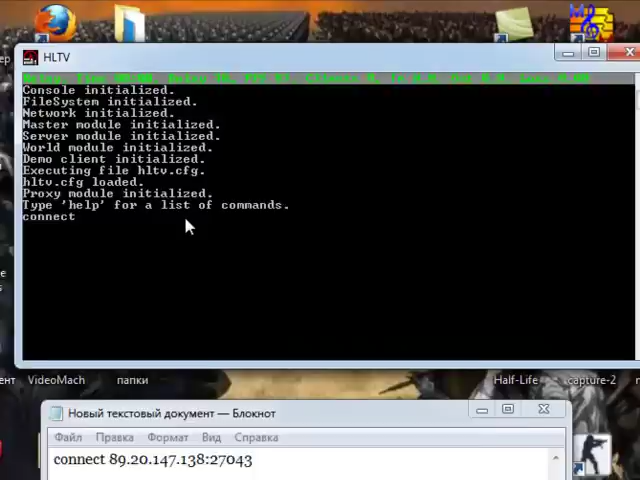 HLTV
Console initialized.
FileSystem initialized.
Network initialized.
Master module initialized.
Server module initialized.
World module initialized.
Demo client initialized.
Executing file hltv.cfg.
hltv.cfg loaded.
Proxy module initialized.
Type 'help' for a list of commands.
connect
VideoMach
папки
Half-Life
capture-2
Новый текстовый документ — Блокнот
Файл Правка Формат Вид Справка
connect 89.20.147.138:27043